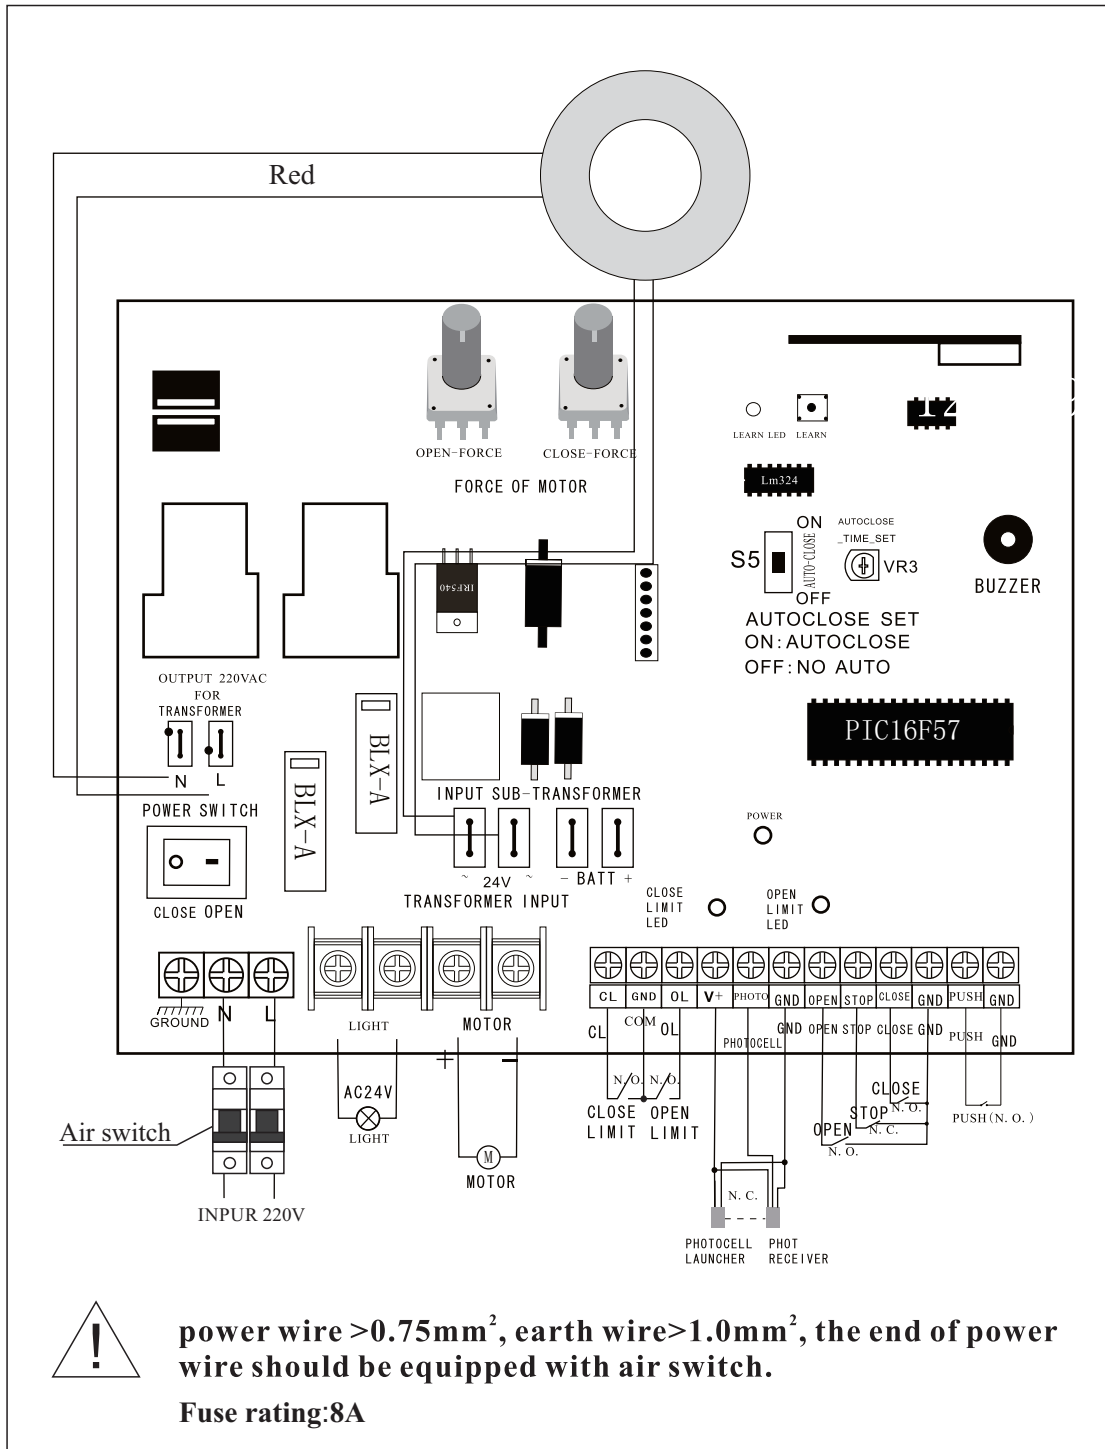 Red
OPEN-FORCE
CLOSE-FORCE
FORCE OF MOTOR
LEARN LED
LEARN
Lm324
IRF540
S5
ON
AUTO-CLOSE
OFF
AUTOCLOSE
_TIME_SET
VR3
BUZZER
AUTOCLOSE SET
ON: AUTOCLOSE
OFF: NO AUTO
OUTPUT 220VAC
FOR
TRANSFORMER
N L
POWER SWITCH
CLOSE OPEN
BLX-A
BLX-A
PIC16F57
INPUT SUB-TRANSFORMER
~ 24V ~
- BATT +
TRANSFORMER INPUT
POWER
CLOSE
LIMIT
LED
OPEN
LIMIT
LED
GROUND
N
L
LIGHT
MOTOR
CL GND OL V+ PHOTO GND OPEN STOP CLOSE GND PUSH GND
CL COM OL PHOTOCELL GND OPEN STOP CLOSE GND PUSH GND
+ -
AC24V
LIGHT
M
MOTOR
N. O. N. O.
CLOSE
LIMIT
OPEN
LIMIT
CLOSE
N. O.
STOP
N. C.
OPEN
N. O.
PUSH(N. O. )
Air switch
INPUR 220V
N. C.
PHOTOCELL
LAUNCHER
PHOT
RECEIVER
!
power wire >0.75mm², earth wire>1.0mm², the end of power
wire should be equipped with air switch.
Fuse rating:8A